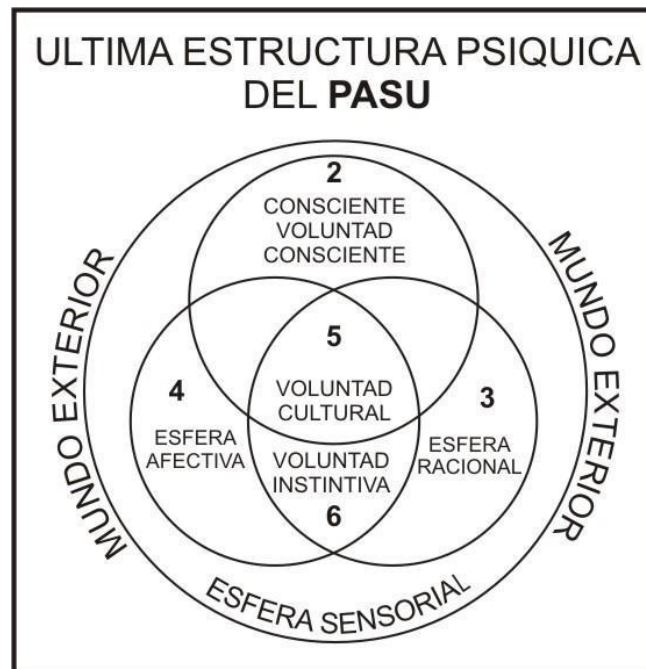 ULTIMA ESTRUCTURA PSIQUICA
DEL PASU
2
CONSCIENTE
VOLUNTAD
CONSCIENTE
MUNDO EXTERIOR
MUNDO EXTERIOR
5
VOLUNTAD
CULTURAL
4
ESFERA
AFECTIVA
3
ESFERA
RACIONAL
VOLUNTAD
INSTINTIVA
6
ESFERA SENSORIAL